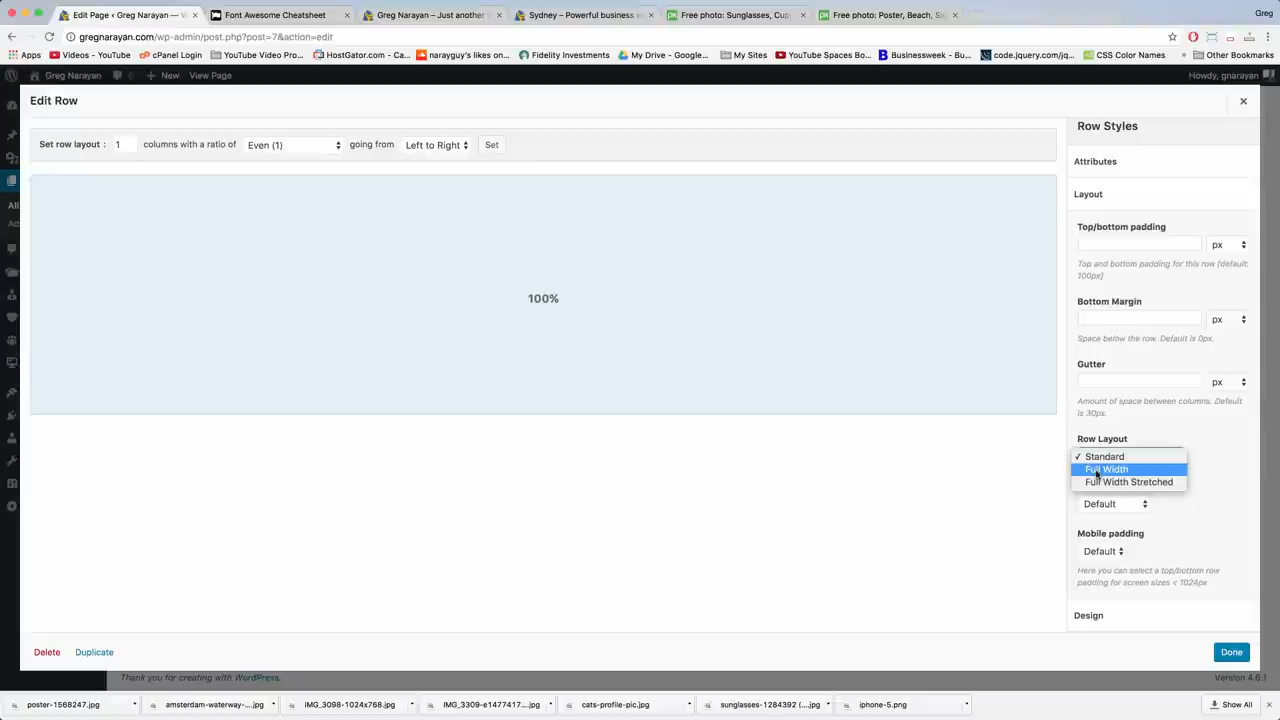 Edit Page ‹ Greg Narayan — W
Font Awesome Cheatsheet
Greg Narayan – Just another
Sydney – Powerful business w
Free photo: Sunglasses, Cup,
Free photo: Poster, Beach, Si
Greg
gregnarayan.com/wp-admin/post.php?post=7&action=edit
Apps
Videos - YouTube
cPanel Login
YouTube Video Pro...
HostGator.com - Ca...
narayguy's likes on...
Fidelity Investments
My Drive - Google...
My Sites
YouTube Spaces Bo...
Businessweek - Bu...
code.jquery.com/jq...
CSS Color Names
»
Other Bookmarks
Greg Narayan
0
+ New
View Page
Howdy, gnarayan
Edit Row
×
Set row layout :
1
columns with a ratio of
Even (1)
going from
Left to Right
Set
Row Styles
Attributes
Layout
All
Ad
Top/bottom padding
px
Top and bottom padding for this row [default:
100px]
100%
Bottom Margin
px
Space below the row. Default is 0px.
Gutter
px
Amount of space between columns. Default
is 30px.
Row Layout
✓ Standard
Full Width
Full Width Stretched
Default
Mobile padding
Default
Here you can select a top/bottom row
padding for screen sizes < 1024px
Design
Delete
Duplicate
Done
Thank you for creating with WordPress.
Version 4.6.1
poster-1568247.jpg
amsterdam-waterway-....jpg
IMG_3098-1024x768.jpg
IMG_3309-e1477417....jpg
cats-profile-pic.jpg
sunglasses-1284392 (....jpg
iphone-5.png
Show All
×